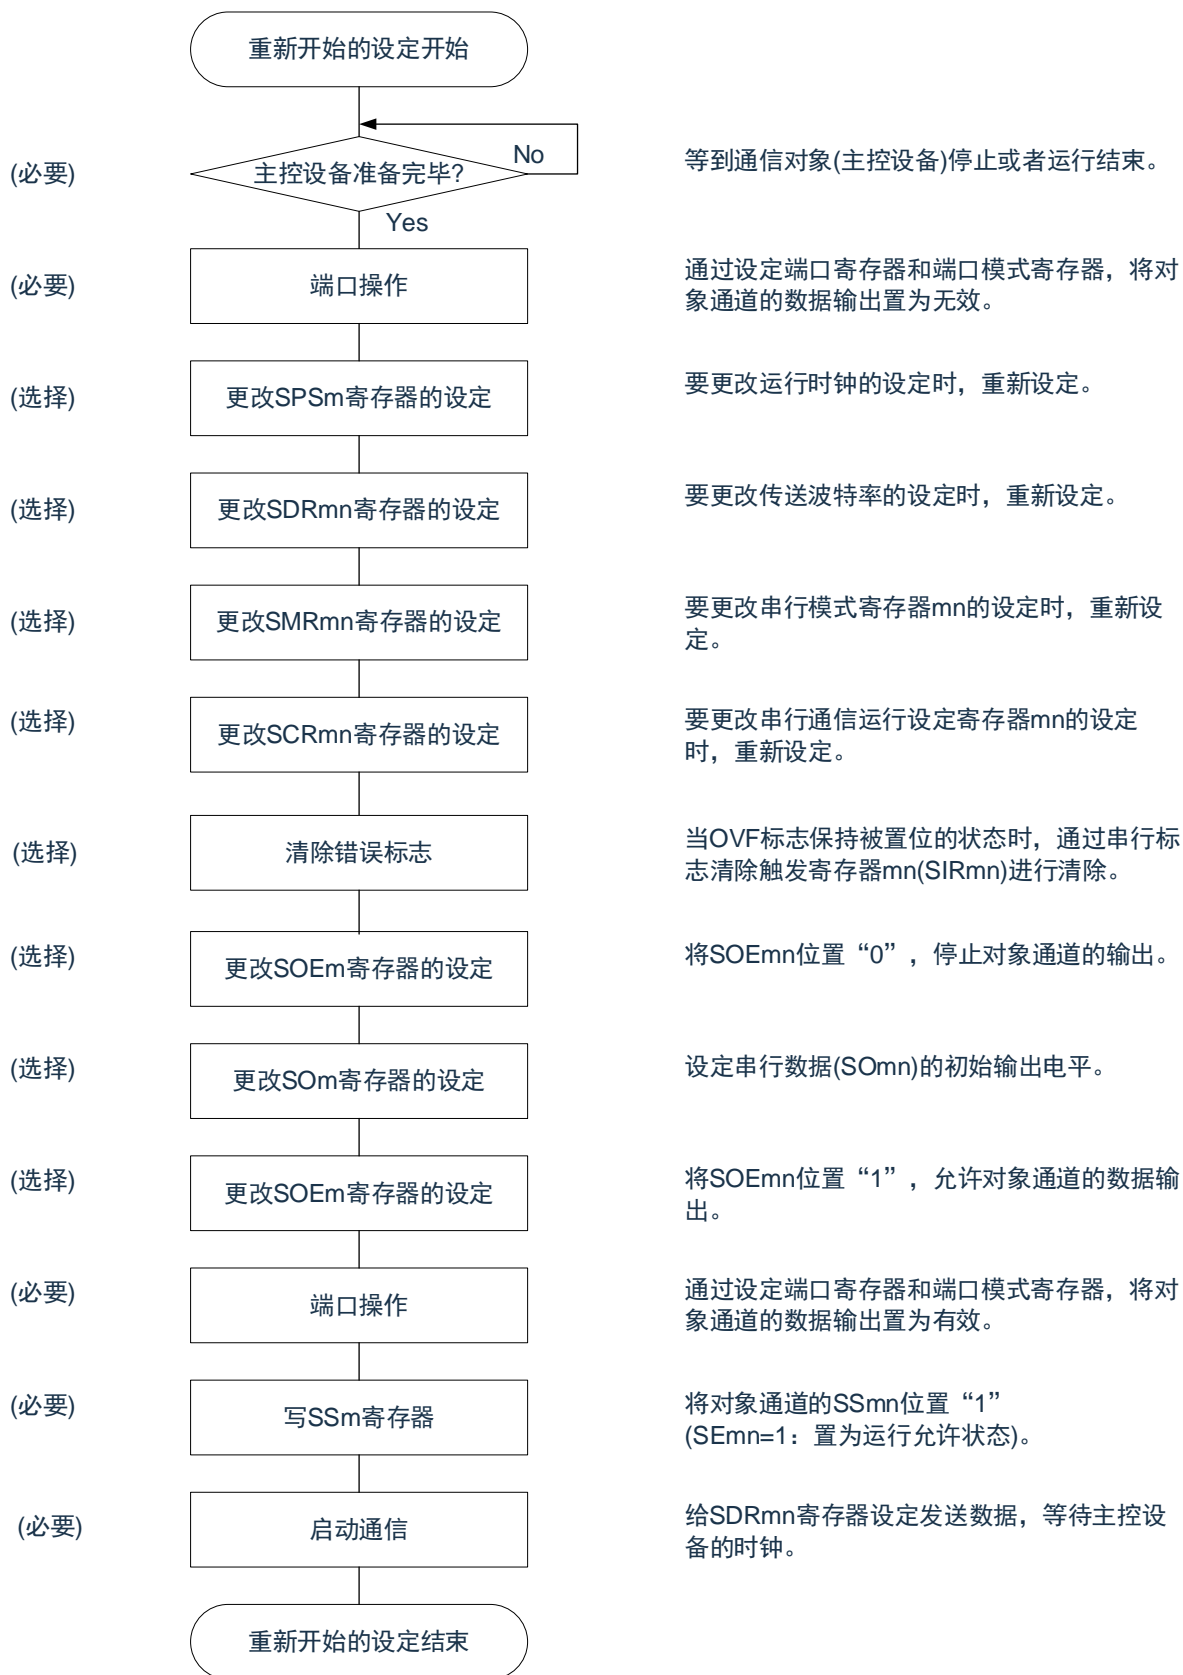 重新开始的设定开始
(必要)
主控设备准备完毕?
No
等到通信对象(主控设备)停止或者运行结束。
Yes
(必要)
端口操作
通过设定端口寄存器和端口模式寄存器，将对
象通道的数据输出置为无效。
(选择)
更改SPSm寄存器的设定
要更改运行时钟的设定时，重新设定。
(选择)
更改SDRmn寄存器的设定
要更改传送波特率的设定时，重新设定。
(选择)
更改SMRmn寄存器的设定
要更改串行模式寄存器mn的设定时，重新设
定。
(选择)
更改SCRmn寄存器的设定
要更改串行通信运行设定寄存器mn的设定
时，重新设定。
(选择)
清除错误标志
当OVF标志保持被置位的状态时，通过串行标
志清除触发寄存器mn(SIRmn)进行清除。
(选择)
更改SOEm寄存器的设定
将SOEmn位置“0”，停止对象通道的输出。
(选择)
更改SOm寄存器的设定
设定串行数据(SOmn)的初始输出电平。
(选择)
更改SOEm寄存器的设定
将SOEmn位置“1”，允许对象通道的数据输
出。
(必要)
端口操作
通过设定端口寄存器和端口模式寄存器，将对
象通道的数据输出置为有效。
(必要)
写SSm寄存器
将对象通道的SSmn位置“1”
(SEmn=1：置为运行允许状态)。
(必要)
启动通信
给SDRmn寄存器设定发送数据，等待主控设
备的时钟。
重新开始的设定结束